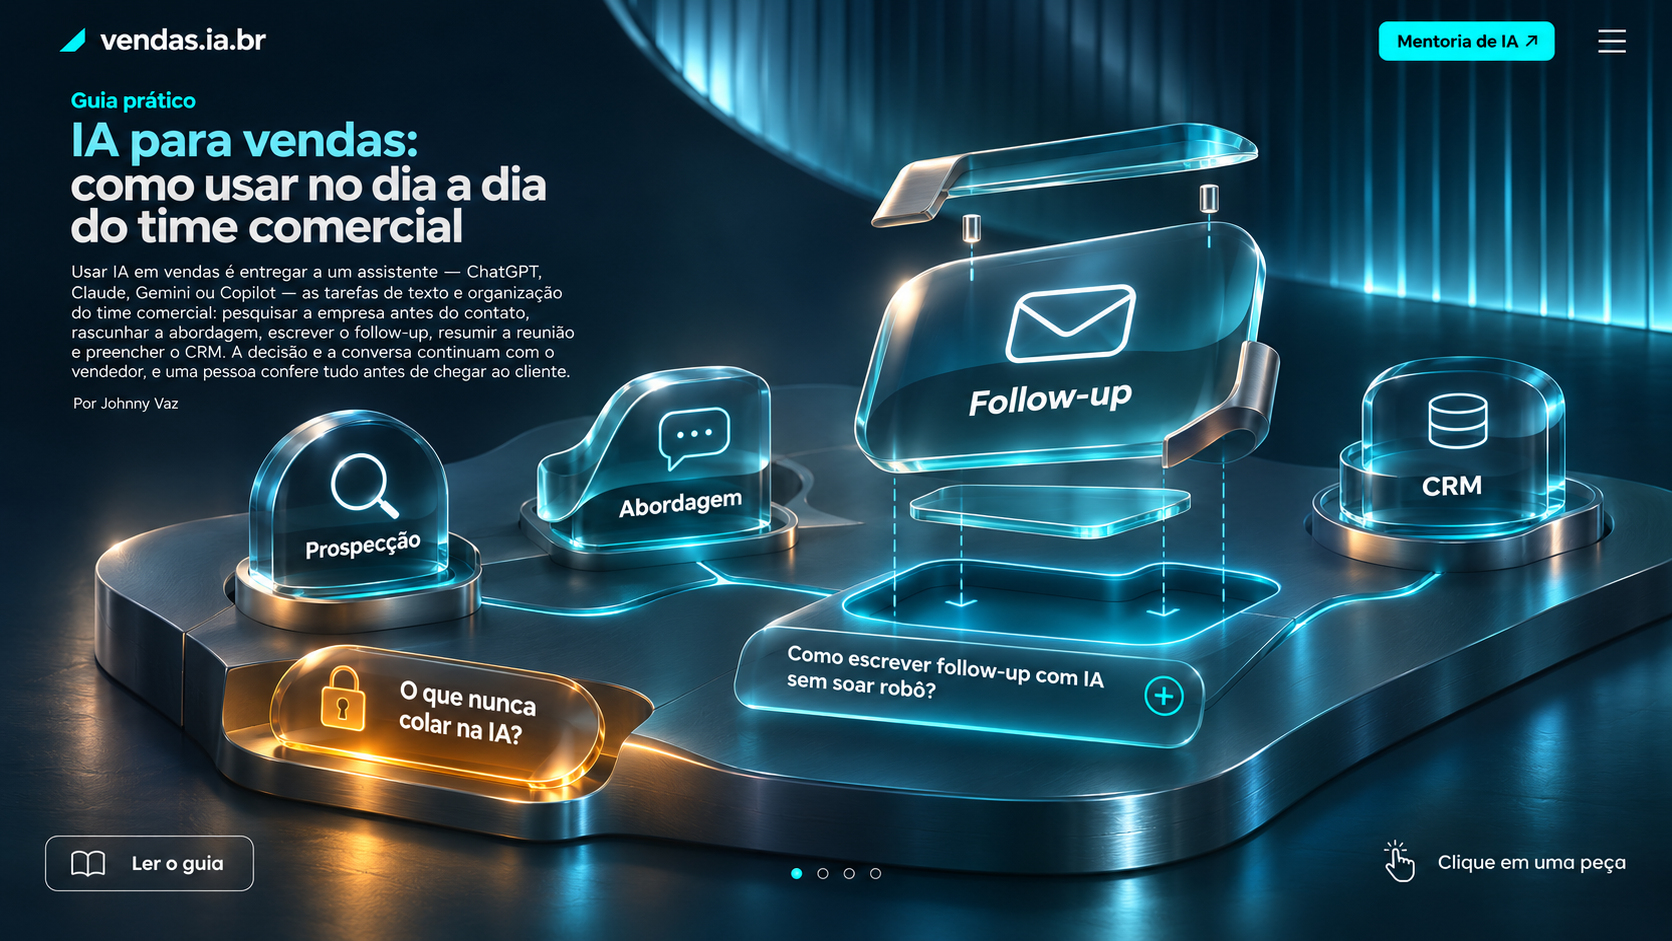 vendas.ia.br
Mentoria de IA
Guia prático
IA para vendas:
como usar no dia a dia
do time comercial
Usar IA em vendas é entregar a um assistente — ChatGPT,
Claude, Gemini ou Copilot — as tarefas de texto e organização
do time comercial: pesquisar a empresa antes do contato,
rascunhar a abordagem, escrever o follow-up, resumir a reunião
e preencher o CRM. A decisão e a conversa continuam com o
vendedor, e uma pessoa confere tudo antes de chegar ao cliente.
Por Johnny Vaz
Prospecção
Abordagem
Follow-up
CRM
O que nunca
colar na IA?
Como escrever follow-up com IA
sem soar robô?
Ler o guia
Clique em uma peça